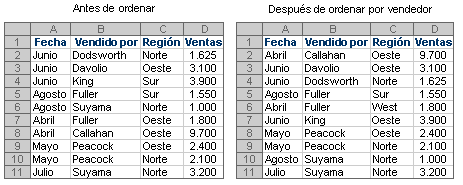 Antes de ordenar
A B C D
1 Fecha Vendido por Región Ventas
2 Junio Dodsworth Norte 1.625
3 Junio Davolio Oeste 3.100
4 Junio King Sur 3.900
5 Agosto Fuller Sur 1.550
6 Agosto Suyama Norte 1.000
7 Abril Fuller Oeste 1.800
8 Abril Callahan Oeste 9.700
9 Mayo Peacock Oeste 2.400
10 Mayo Peacock Norte 2.100
11 Julio Suyama Norte 3.200
Después de ordenar por vendedor
A B C D
1 Fecha Vendido por Región Ventas
2 Abril Callahan Oeste 9.700
3 Junio Davolio Oeste 3.100
4 Junio Dodsworth Norte 1.625
5 Agosto Fuller Sur 1.550
6 Abril Fuller West 1.800
7 Junio King Oeste 3.900
8 Mayo Peacock Oeste 2.400
9 Mayo Peacock Norte 2.100
10 Agosto Suyama Norte 1.000
11 Julio Suyama Norte 3.200